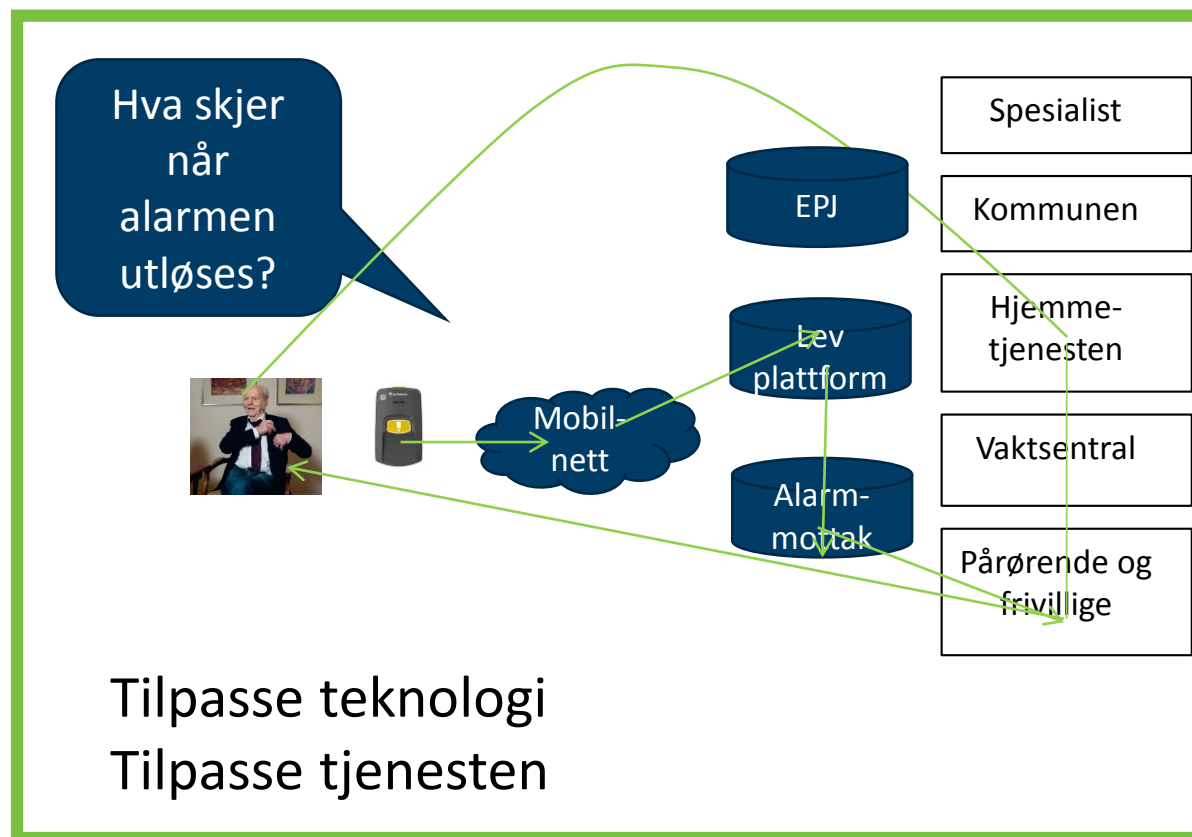 Hva skjer
når
alarmen
utløses?
EPJ
Lev
plattform
Alarm-
mottak
Mobil-
nett
Spesialist
Kommunen
Hjemme-
tjenesten
Vaktsentral
Pårørende og
frivillige
Tilpasse teknologi
Tilpasse tjenesten